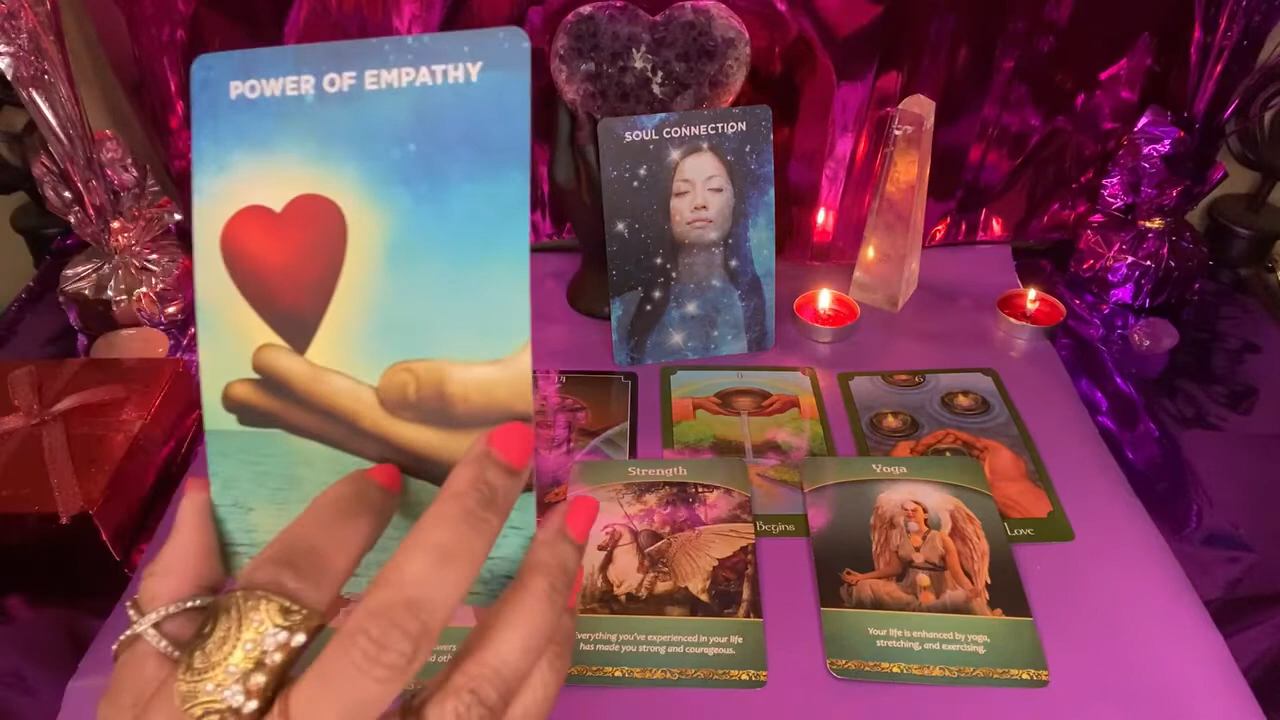 POWER OF EMPATHY
SOUL CONNECTION
6
Begins
Love
Strength
Everything you've experienced in your life
has made you strong and courageous.
Yoga
Your life is enhanced by yoga,
stretching, and exercising.